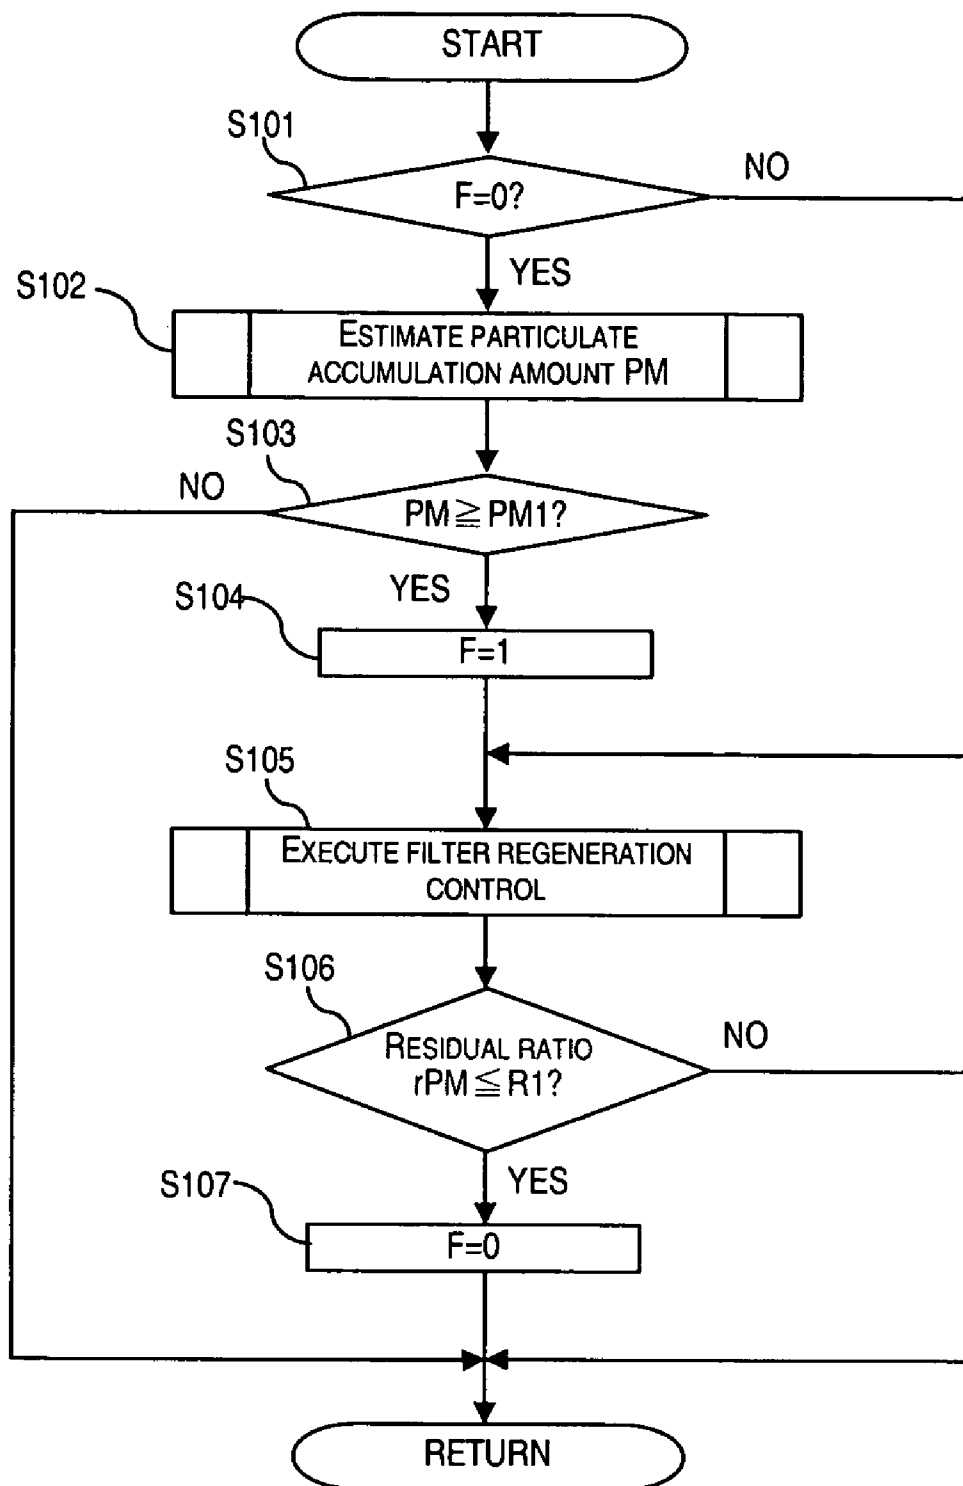 START
S101
F=0?
NO
YES
S102
ESTIMATE PARTICULATE
ACCUMULATION AMOUNT PM
S103
NO
PM≧PM1?
YES
S104
F=1
S105
EXECUTE FILTER REGENERATION
CONTROL
S106
RESIDUAL RATIO
rPM≦R1?
NO
YES
S107
F=0
RETURN